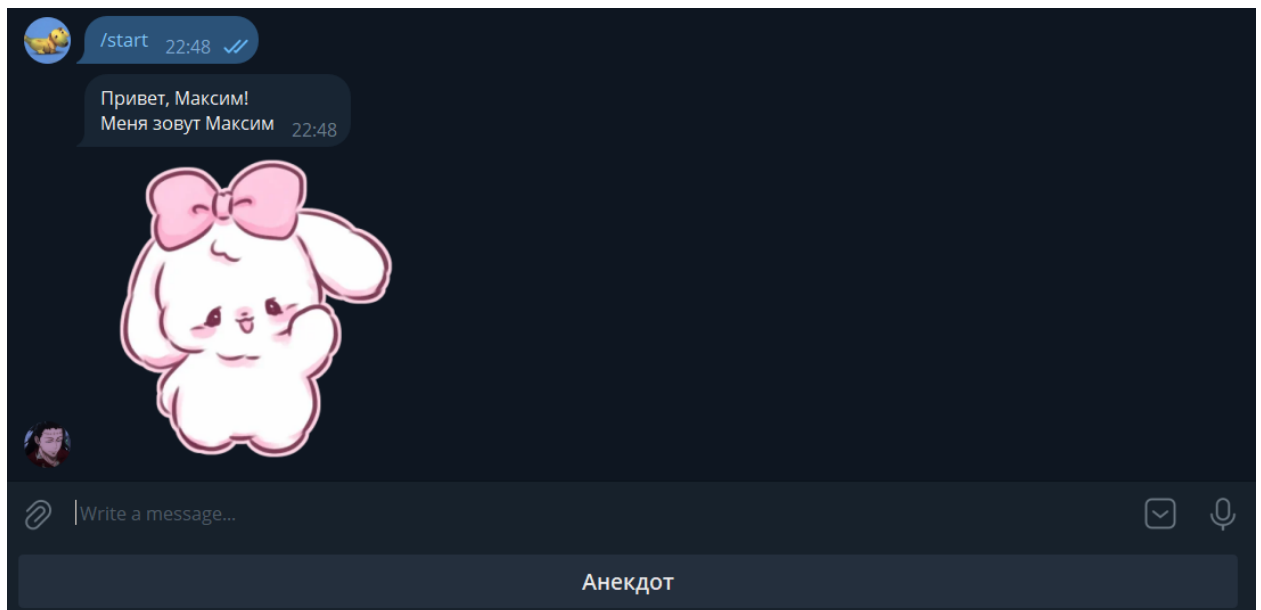 /start 22:48
Привет, Максим!
Меня зовут Максим 22:48
Write a message...
Анекдот